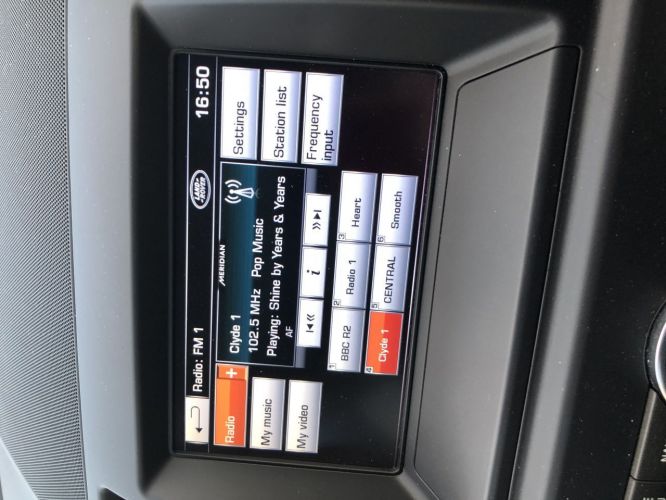 Radio: FM 1
LAND-
ROVER
16:50
Radio
+
MERIDIAN
Settings
Clyde 1
102.5 MHz Pop Music
Playing: Shine by Years & Years
AF
My music
Station list
My video
i
Frequency
input
1 BBC R2
2 Radio 1
3 Heart
4 Clyde 1
5 CENTRAL
6 Smooth